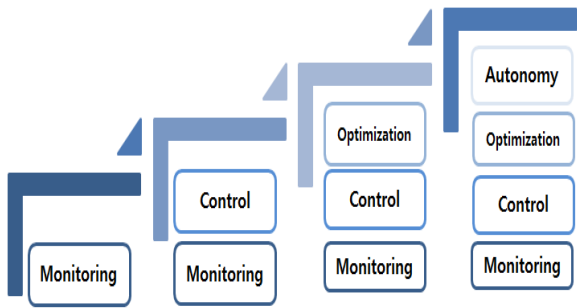 Monitoring
Control
Monitoring
Optimization
Control
Monitoring
Autonomy
Optimization
Control
Monitoring